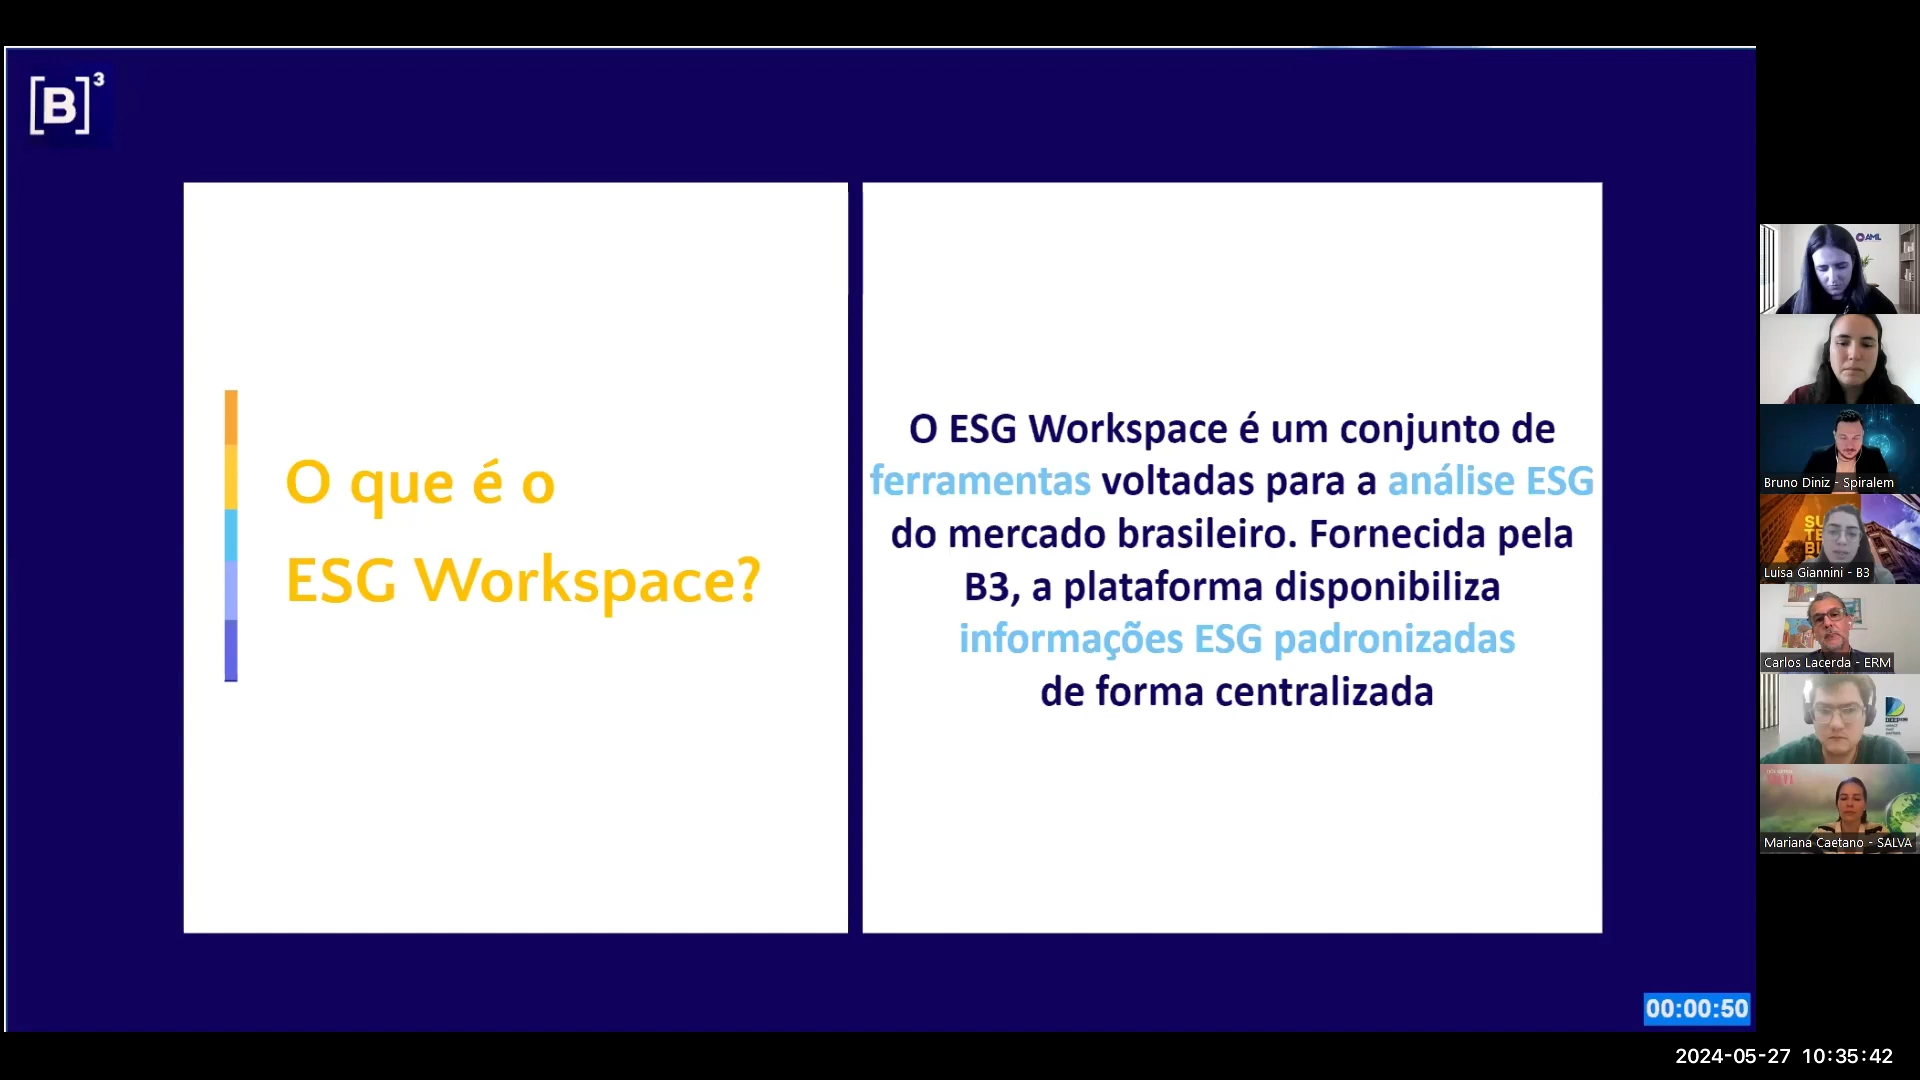 [B]³
O que é o
ESG Workspace?
O ESG Workspace é um conjunto de
ferramentas voltadas para a análise ESG
do mercado brasileiro. Fornecida pela
B3, a plataforma disponibiliza
informações ESG padronizadas
de forma centralizada
00:00:50
AML
Bruno Diniz - Spiralem
Luisa Giannini - B3
Carlos Lacerda - ERM
Mariana Caetano - SALVA
2024-05-27 10:35:42